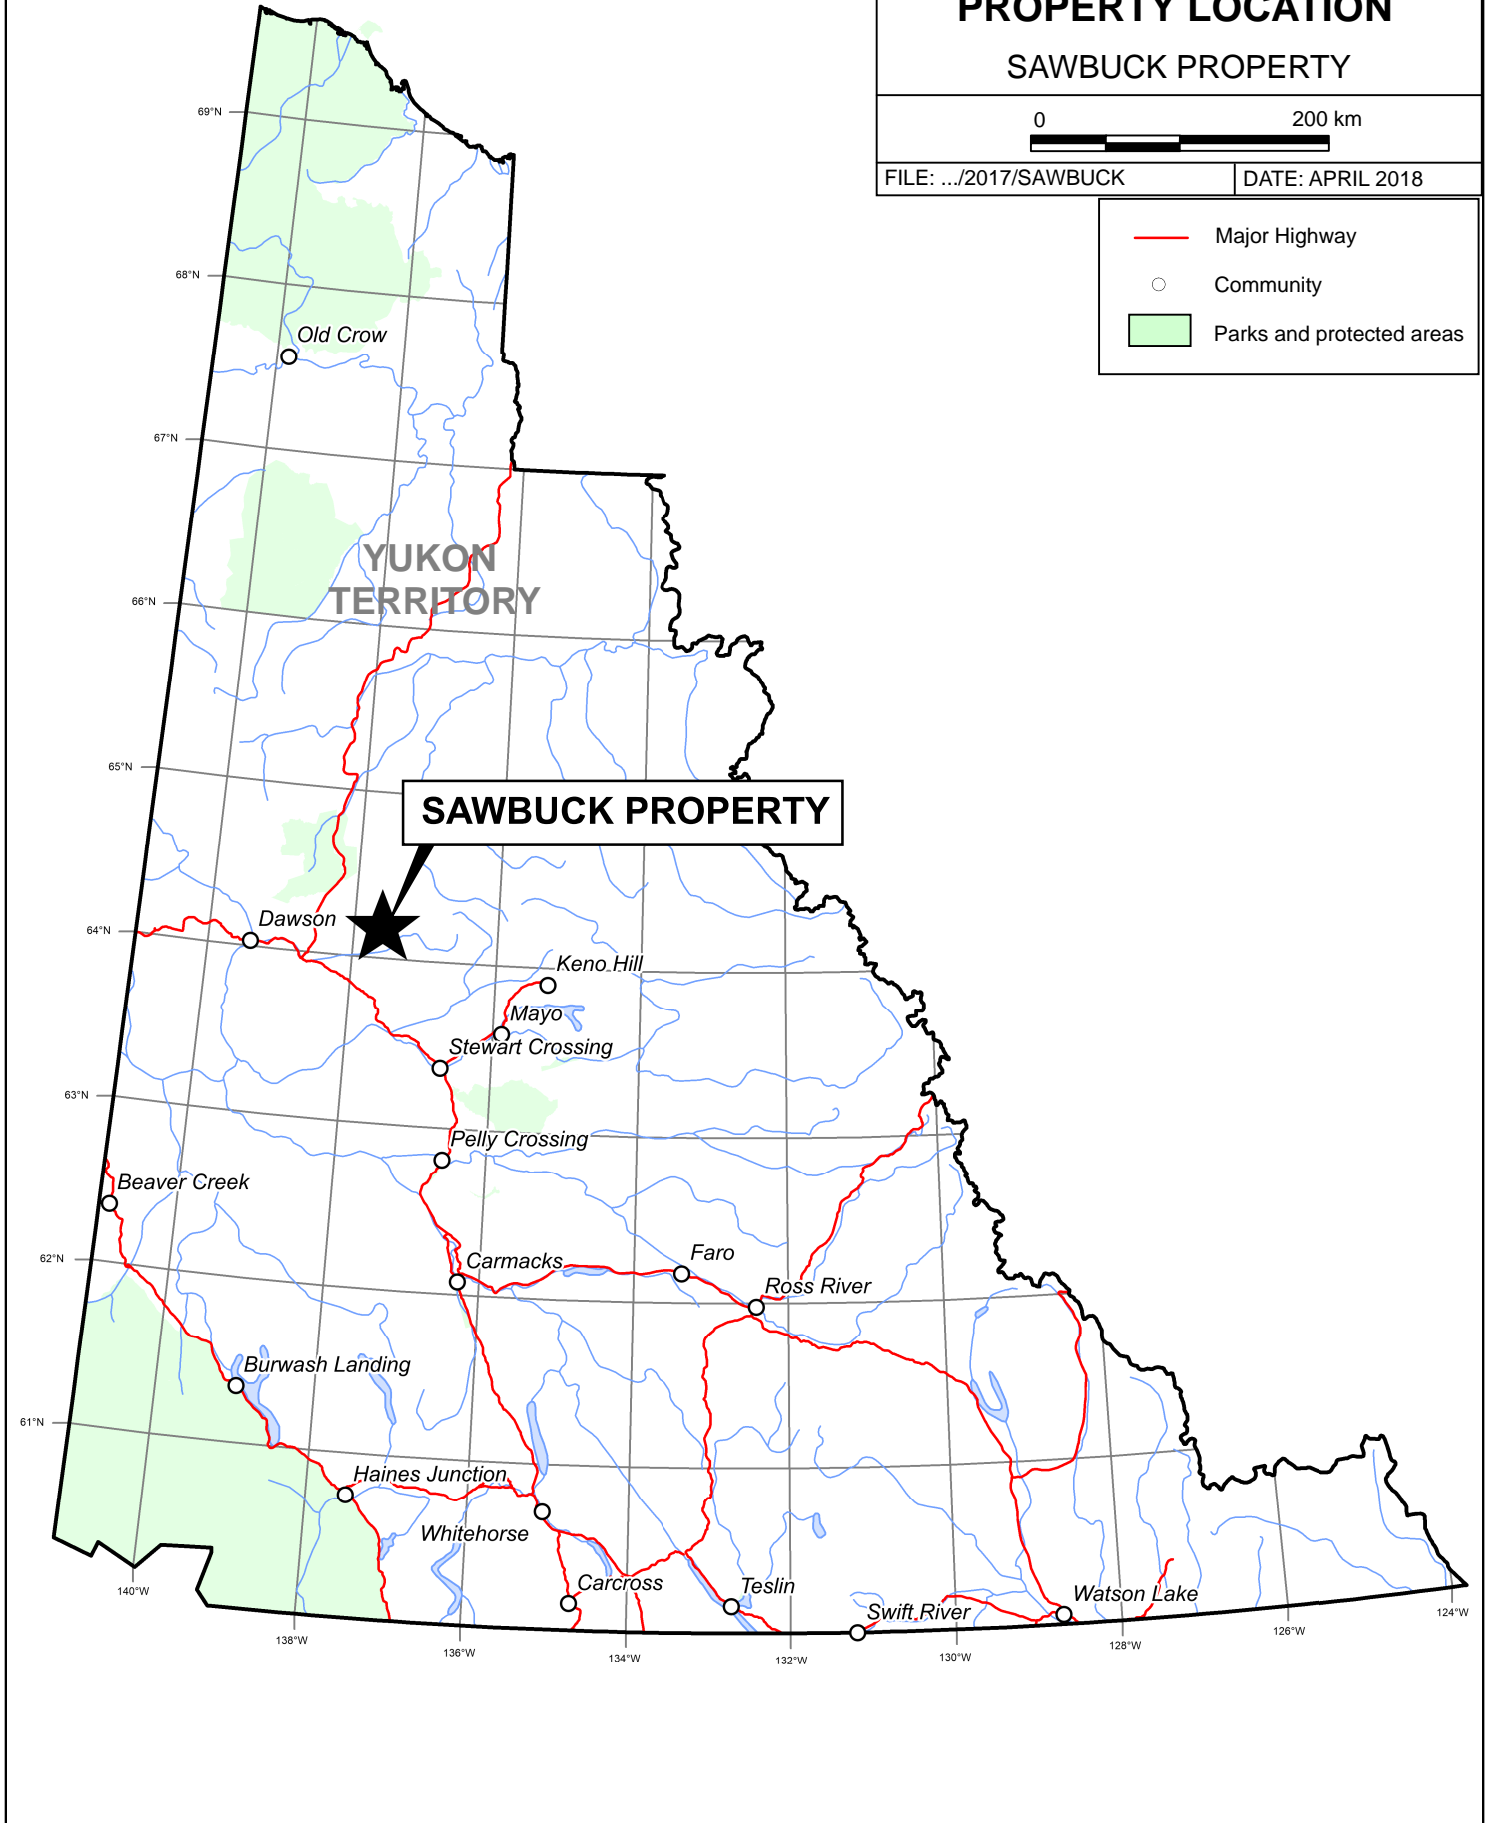 PROPERTY LOCATION
SAWBUCK PROPERTY
0 200 km
FILE: .../2017/SAWBUCK DATE: APRIL 2018
Major Highway
Community
Parks and protected areas
69°N
68°N
Old Crow
67°N
YUKON
TERRITORY
66°N
65°N
SAWBUCK PROPERTY
64°N
Dawson
Keno Hill
Mayo
Stewart Crossing
63°N
Pelly Crossing
Beaver Creek
62°N
Carmacks
Faro
Ross River
Burwash Landing
61°N
Haines Junction
Whitehorse
Carcross
Teslin
Swift River
Watson Lake
140°W
138°W
136°W
134°W
132°W
130°W
128°W
126°W
124°W